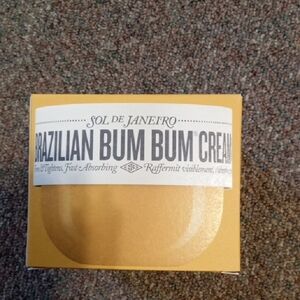 SOL DE JANEIRO
BRAZILIAN BUM BUM CREAM
& Tightens, Fast-Absorbing Raffermit visiblement,